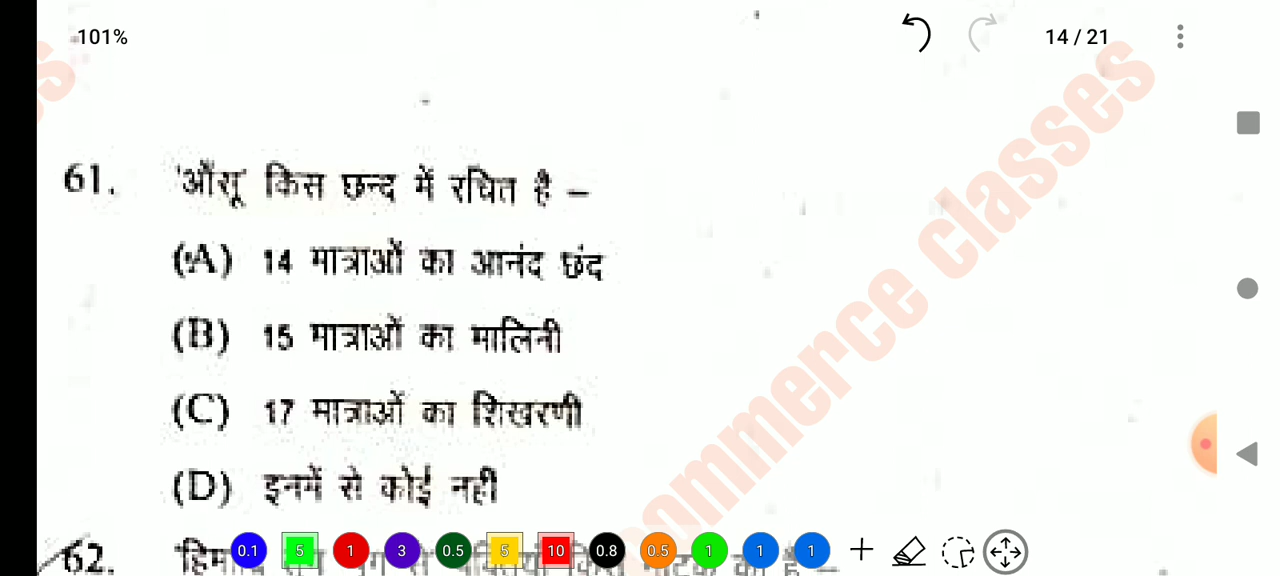 101%
14 / 21
61. 'आँसू' किस छन्द में रचित है –
(A) 14 मात्राओं का आनंद छंद
(B) 15 मात्राओं का मालिनी
(C) 17 मात्राओं का शिखरणी
(D) इनमें से कोई नही
ommerce classes
62.
0.1 5 1 3 0.5 5 10 0.8 0.5 1 1 1